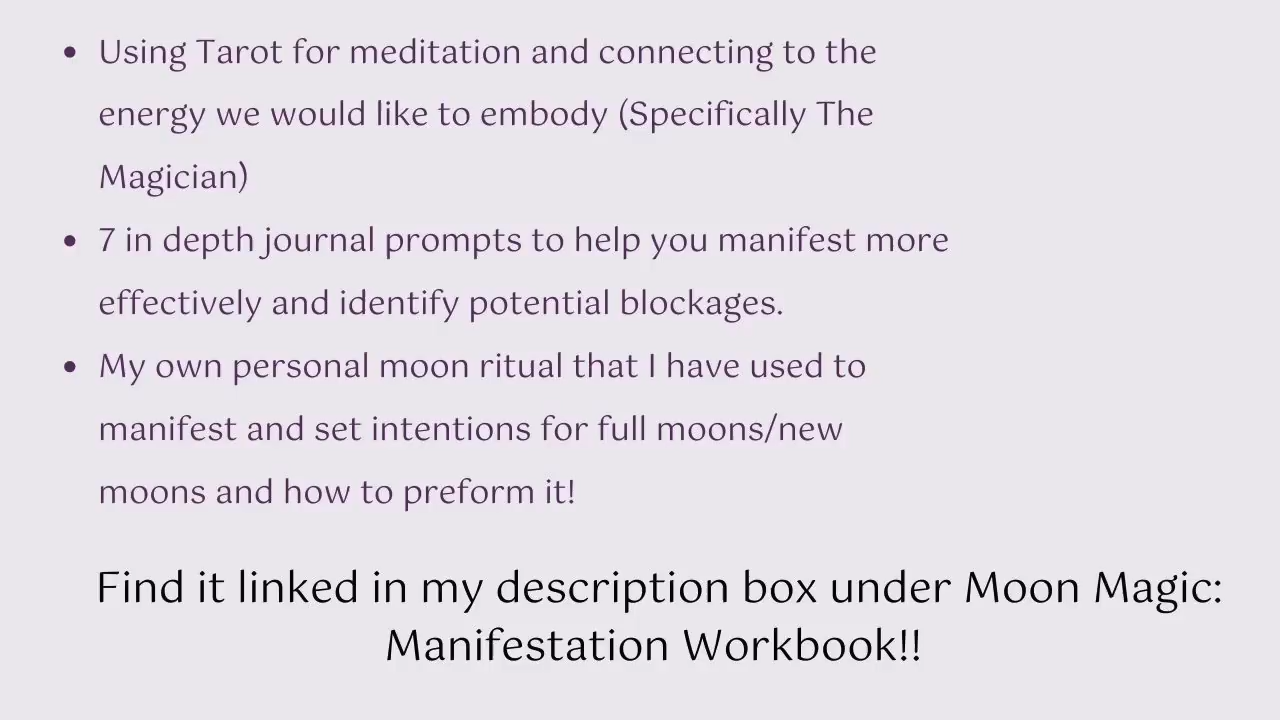 • Using Tarot for meditation and connecting to the
energy we would like to embody (Specifically The
Magician)
• 7 in depth journal prompts to help you manifest more
effectively and identify potential blockages.
• My own personal moon ritual that I have used to
manifest and set intentions for full moons/new
moons and how to preform it!
Find it linked in my description box under Moon Magic:
Manifestation Workbook!!